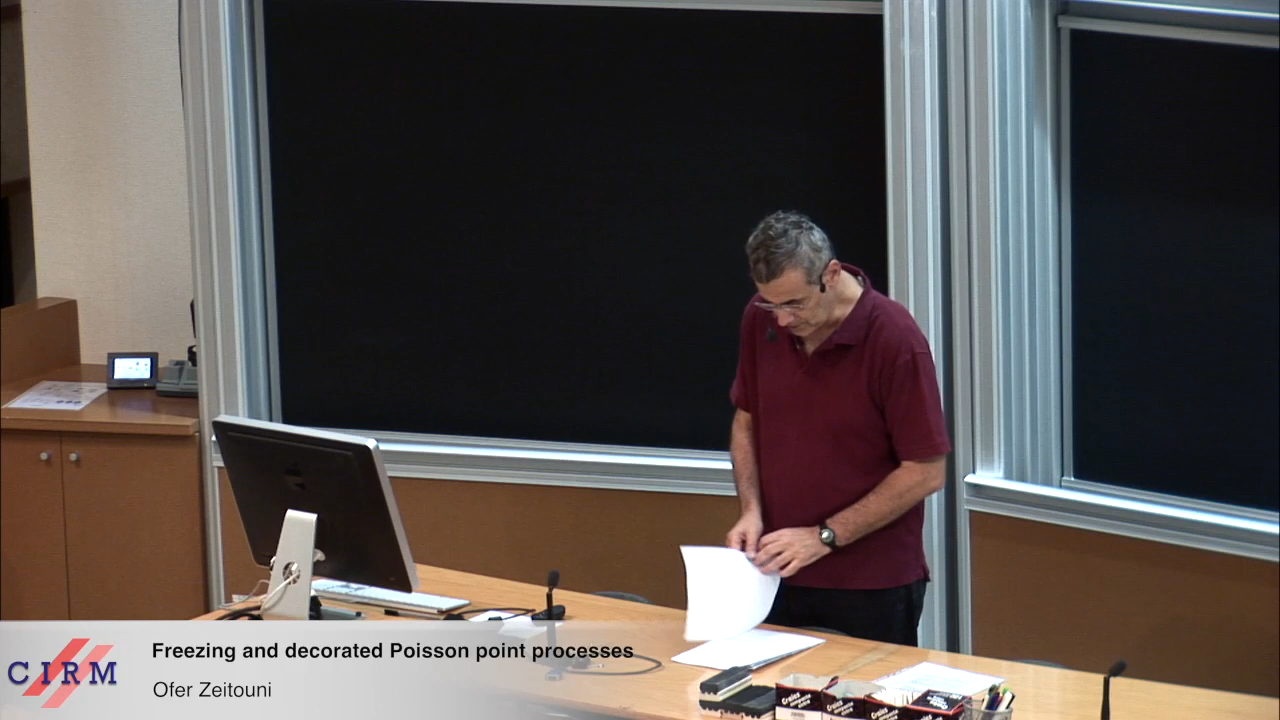 Freezing and decorated Poisson point processes
CIRM
Ofer Zeitouni